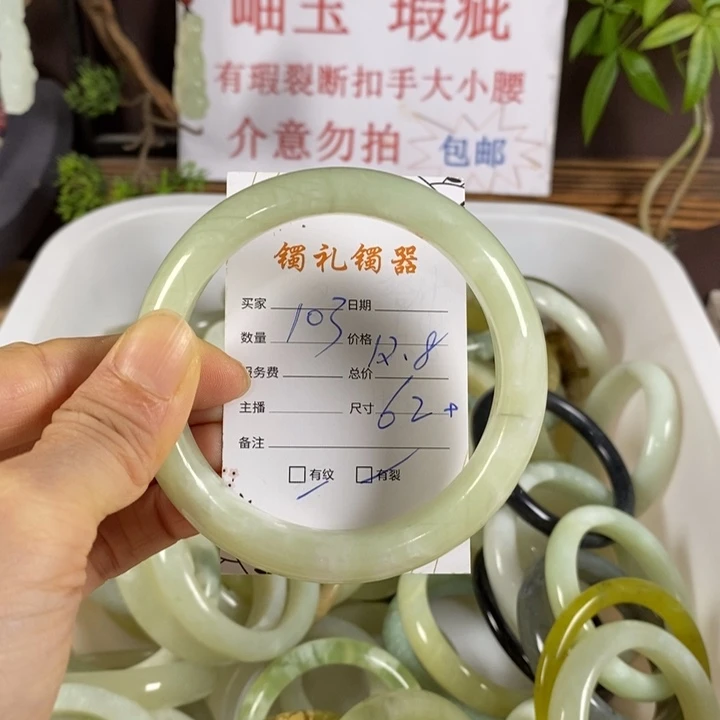 岫玉 瑕疵
有瑕裂断扣手大小腰
介意勿拍 包邮
镯礼镯器
买家 日期
数量 103 价格 12.8
服务费 总价
主播 尺寸 62+
备注
有纹 有裂